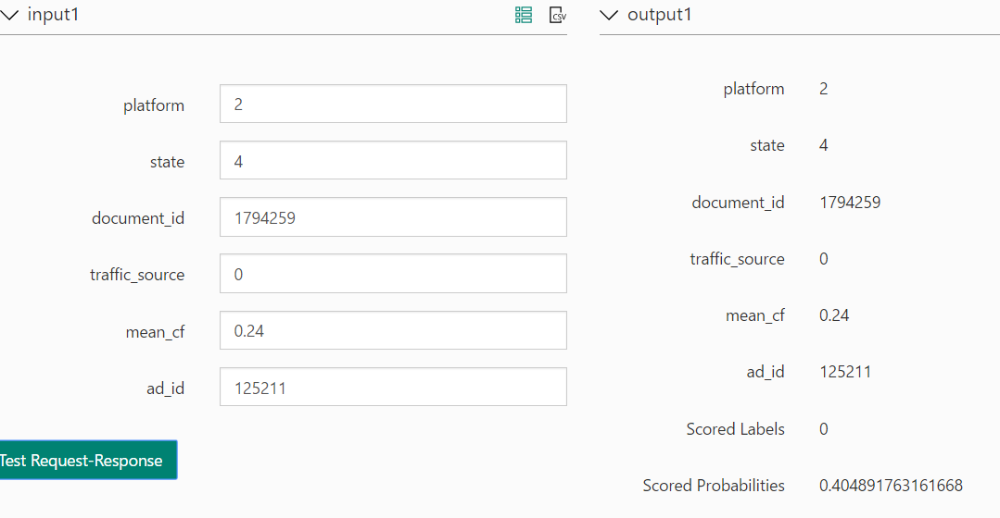 input1
CSV
platform 2
state 4
document_id 1794259
traffic_source 0
mean_cf 0.24
ad_id 125211
Test Request-Response
output1
platform 2
state 4
document_id 1794259
traffic_source 0
mean_cf 0.24
ad_id 125211
Scored Labels 0
Scored Probabilities 0.404891763161668